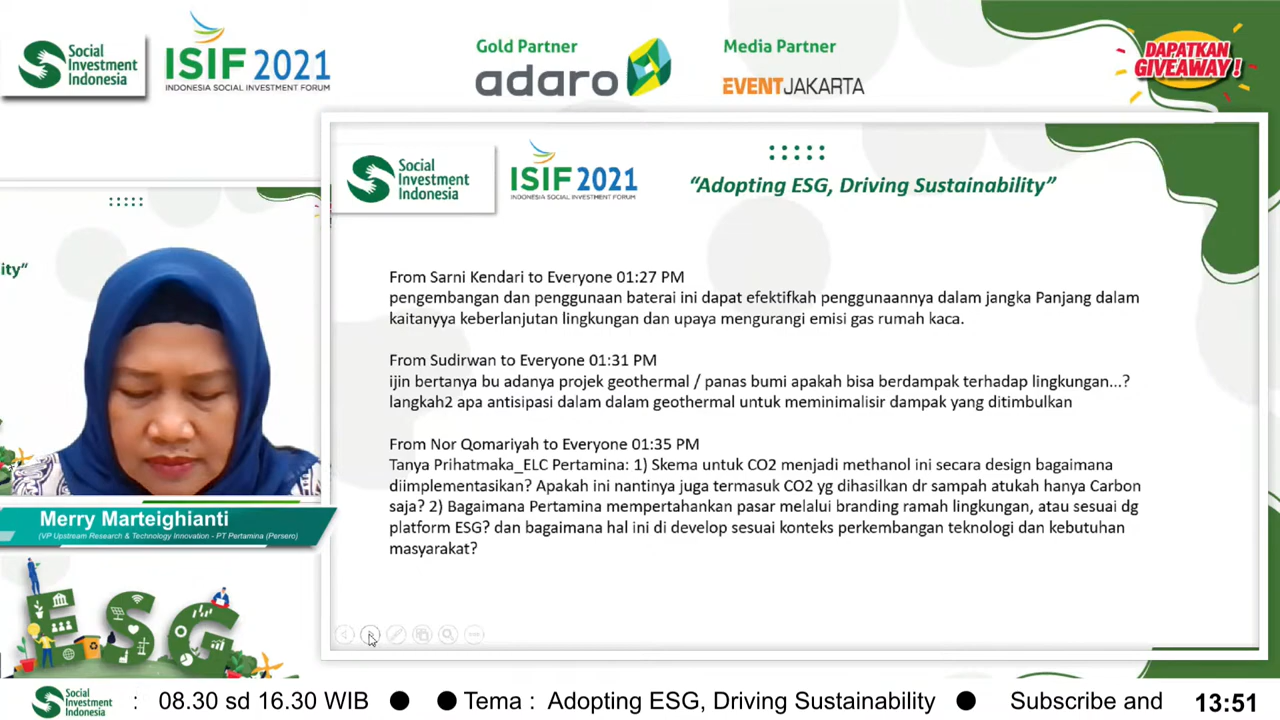 Social
Investment
Indonesia
ISIF 2021
INDONESIA SOCIAL INVESTMENT FORUM
Gold Partner
adaro
Media Partner
EVENTJAKARTA
DAPATKAN
GIVEAWAY !
Social
Investment
Indonesia
ISIF 2021
INDONESIA SOCIAL INVESTMENT FORUM
“Adopting ESG, Driving Sustainability”
ity“
From Sarni Kendari to Everyone 01:27 PM
pengembangan dan penggunaan baterai ini dapat efektifkah penggunaannya dalam jangka Panjang dalam
kaitanyya keberlanjutan lingkungan dan upaya mengurangi emisi gas rumah kaca.
From Sudirwan to Everyone 01:31 PM
ijin bertanya bu adanya projek geothermal / panas bumi apakah bisa berdampak terhadap lingkungan...?
langkah2 apa antisipasi dalam dalam geothermal untuk meminimalisir dampak yang ditimbulkan
From Nor Qomariyah to Everyone 01:35 PM
Tanya Prihatmaka_ELC Pertamina: 1) Skema untuk CO2 menjadi methanol ini secara design bagaimana
diimplementasikan? Apakah ini nantinya juga termasuk CO2 yg dihasilkan dr sampah atukah hanya Carbon
saja? 2) Bagaimana Pertamina mempertahankan pasar melalui branding ramah lingkungan, atau sesuai dg
platform ESG? dan bagaimana hal ini di develop sesuai konteks perkembangan teknologi dan kebutuhan
masyarakat?
Merry Marteighianti
(VP Upstream Research & Technology Innovation - PT Pertamina (Persero)
ESG
Social
Investment
Indonesia
: 08.30 sd 16.30 WIB ● ● Tema : Adopting ESG, Driving Sustainability ● Subscribe and
13:51